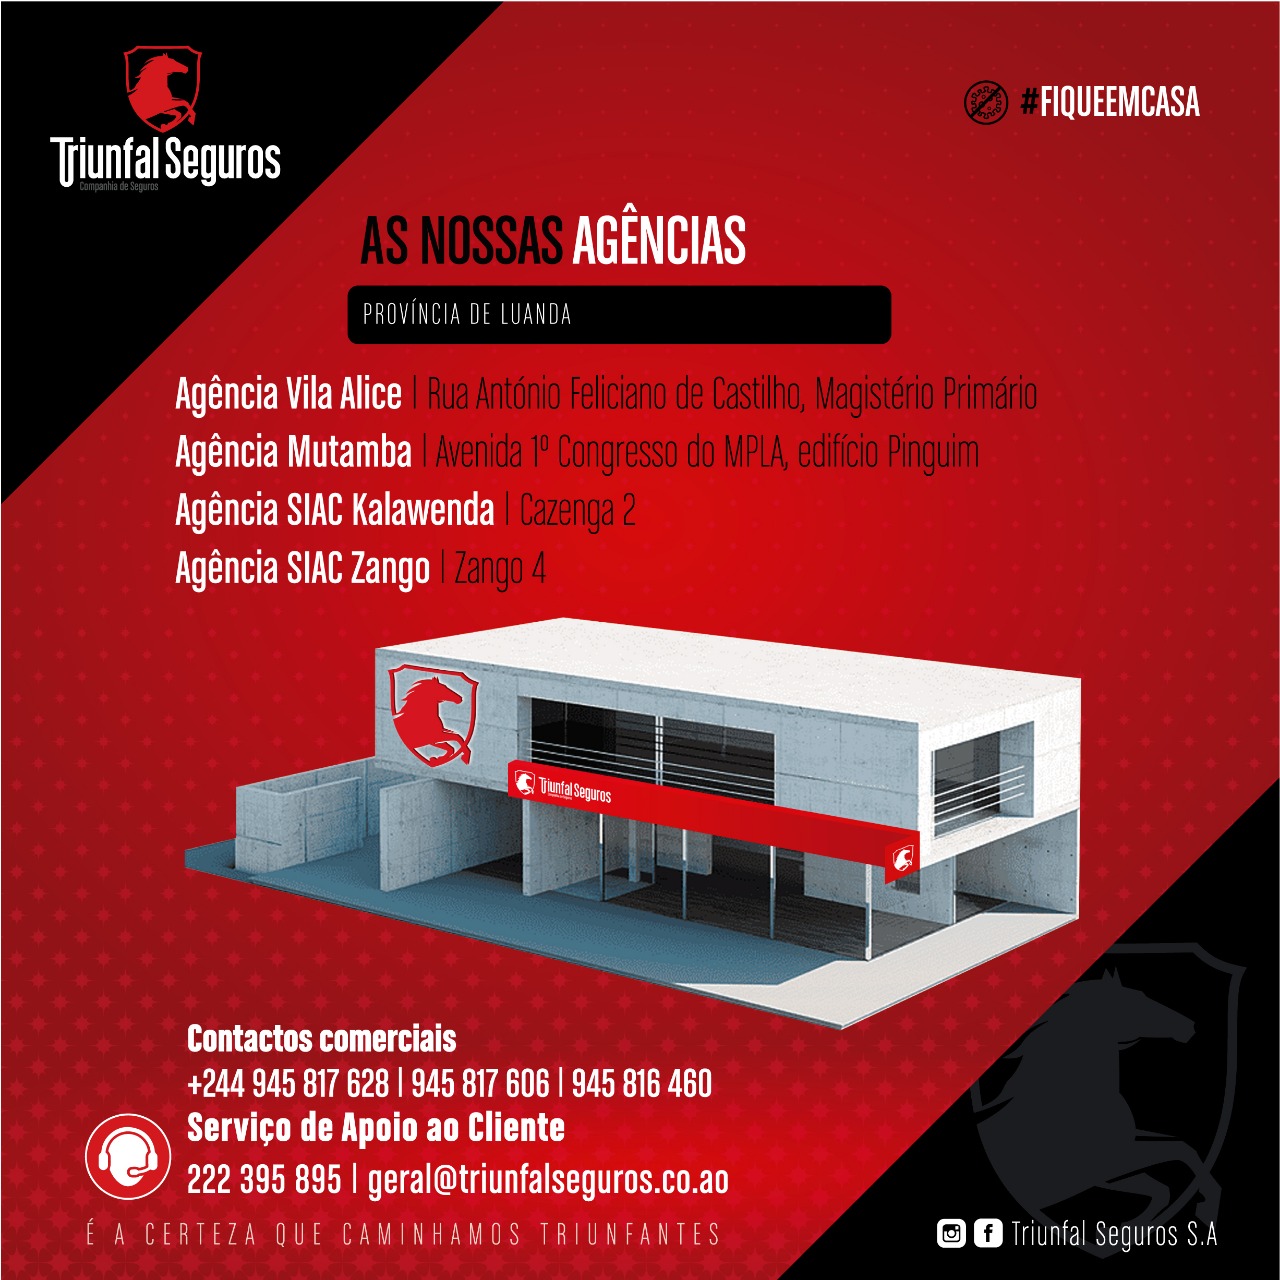 Triunfal Seguros
Companhia de Seguros
#FIQUEEMCASA
AS NOSSAS AGÊNCIAS
PROVÍNCIA DE LUANDA
Agência Vila Alice | Rua António Feliciano de Castilho, Magistério Primário
Agência Mutamba | Avenida 1º Congresso do MPLA, edifício Pinguim
Agência SIAC Kalawenda | Cazenga 2
Agência SIAC Zango | Zango 4
Triunfal Seguros
Contactos comerciais
+244 945 817 628 | 945 817 606 | 945 816 460
Serviço de Apoio ao Cliente
222 395 895 | geral@triunfalseguros.co.ao
É A CERTEZA QUE CAMINHAMOS TRIUNFANTES
Triunfal Seguros S.A